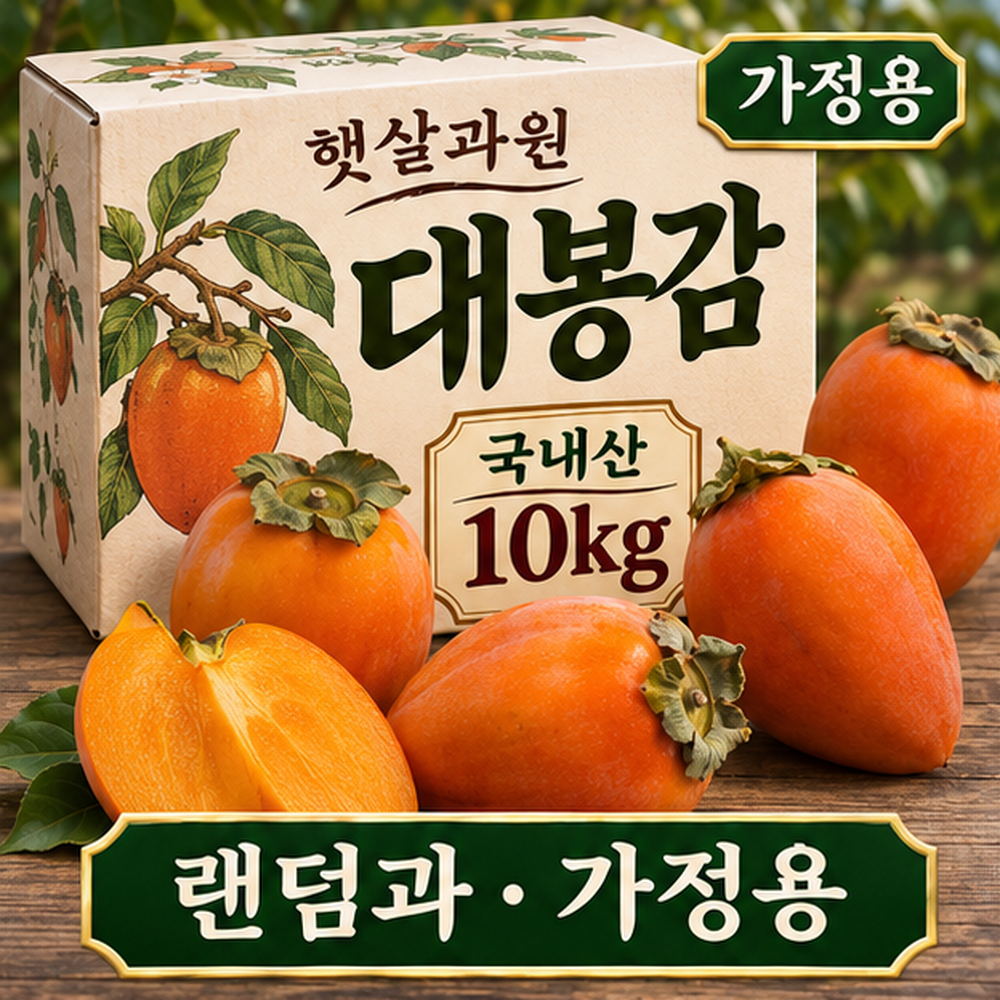 가정용
햇살과원
대봉감
국내산
10kg
랜덤과 · 가정용